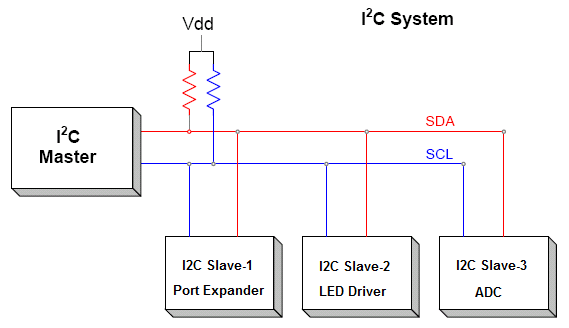 I²C System
Vdd
SDA
I²C
Master
SCL
I2C Slave-1
Port Expander
I2C Slave-2
LED Driver
I2C Slave-3
ADC